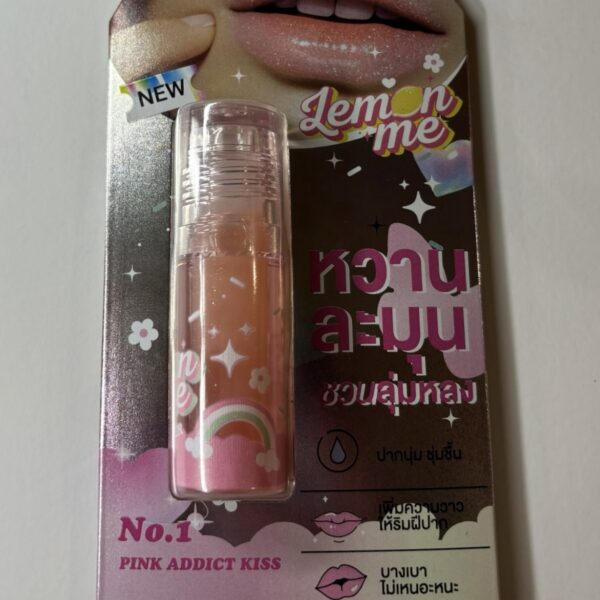 NEW
Lemon
me
หวาน
ละมุน
ชวนลุ่มหลง
ปากนุ่ม ชุ่มชื้น
เพิ่มความวาว
ให้ริมฝีปาก
บางเบา
ไม่เหนอะหนะ
No.1
PINK ADDICT KISS